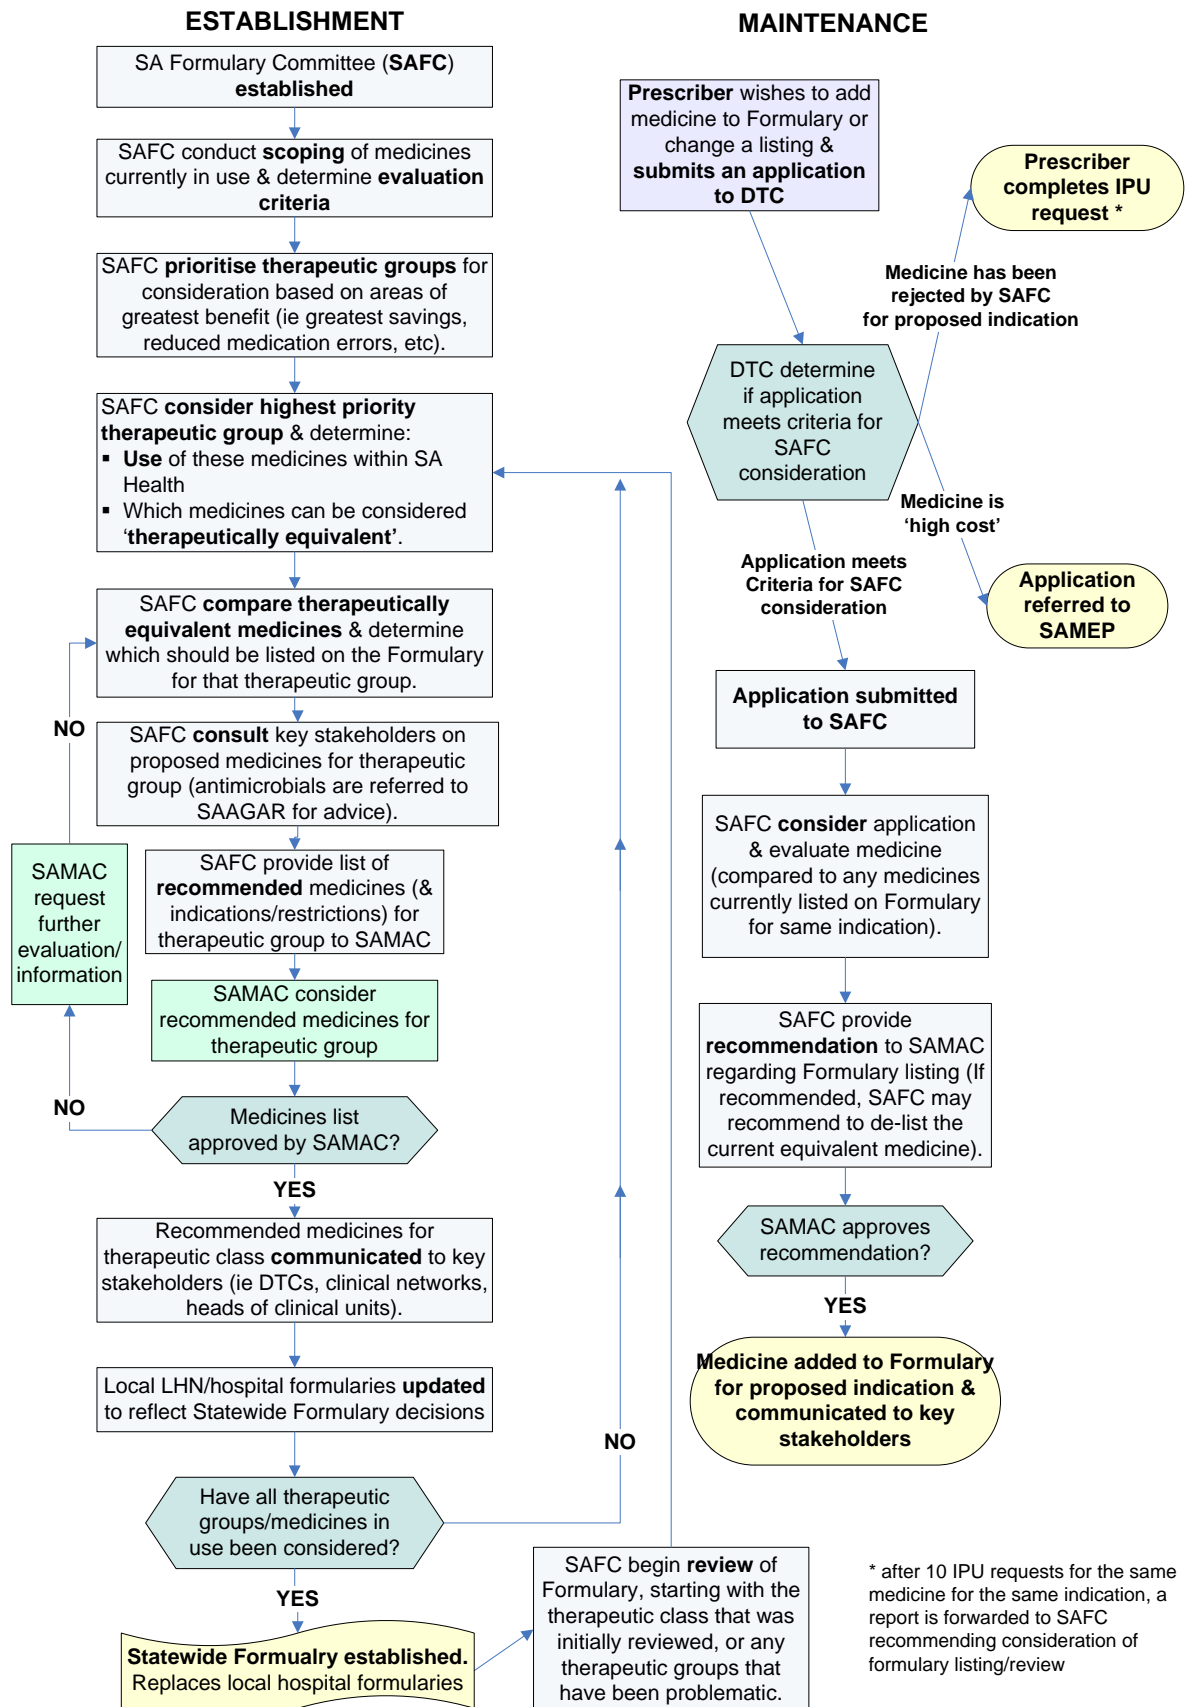 ESTABLISHMENT
SA Formulary Committee (SAFC)
established
SAFC conduct scoping of medicines
currently in use & determine evaluation
criteria
SAFC prioritise therapeutic groups for
consideration based on areas of
greatest benefit (ie greatest savings,
reduced medication errors, etc).
SAFC consider highest priority
therapeutic group & determine:
▪ Use of these medicines within SA
Health
▪ Which medicines can be considered
‘therapeutically equivalent’.
SAFC compare therapeutically
equivalent medicines & determine
which should be listed on the Formulary
for that therapeutic group.
NO
SAFC consult key stakeholders on
proposed medicines for therapeutic
group (antimicrobials are referred to
SAAGAR for advice).
SAMAC
request
further
evaluation/
information
SAFC provide list of
recommended medicines (&
indications/restrictions) for
therapeutic group to SAMAC
SAMAC consider
recommended medicines for
therapeutic group
NO
Medicines list
approved by SAMAC?
YES
Recommended medicines for
therapeutic class communicated to key
stakeholders (ie DTCs, clinical networks,
heads of clinical units).
Local LHN/hospital formularies updated
to reflect Statewide Formulary decisions
NO
Have all therapeutic
groups/medicines in
use been considered?
YES
Statewide Formualry established.
Replaces local hospital formularies
SAFC begin review of
Formulary, starting with the
therapeutic class that was
initially reviewed, or any
therapeutic groups that
have been problematic.
MAINTENANCE
Prescriber wishes to add
medicine to Formulary or
change a listing &
submits an application
to DTC
Prescriber
completes IPU
request *
Medicine has been
rejected by SAFC
for proposed indication
DTC determine
if application
meets criteria for
SAFC
consideration
Medicine is
‘high cost’
Application meets
Criteria for SAFC
consideration
Application
referred to
SAMEP
Application submitted
to SAFC
SAFC consider application
& evaluate medicine
(compared to any medicines
currently listed on Formulary
for same indication).
SAFC provide
recommendation to SAMAC
regarding Formulary listing (If
recommended, SAFC may
recommend to de-list the
current equivalent medicine).
SAMAC approves
recommendation?
YES
Medicine added to Formulary
for proposed indication &
communicated to key
stakeholders
* after 10 IPU requests for the same
medicine for the same indication, a
report is forwarded to SAFC
recommending consideration of
formulary listing/review